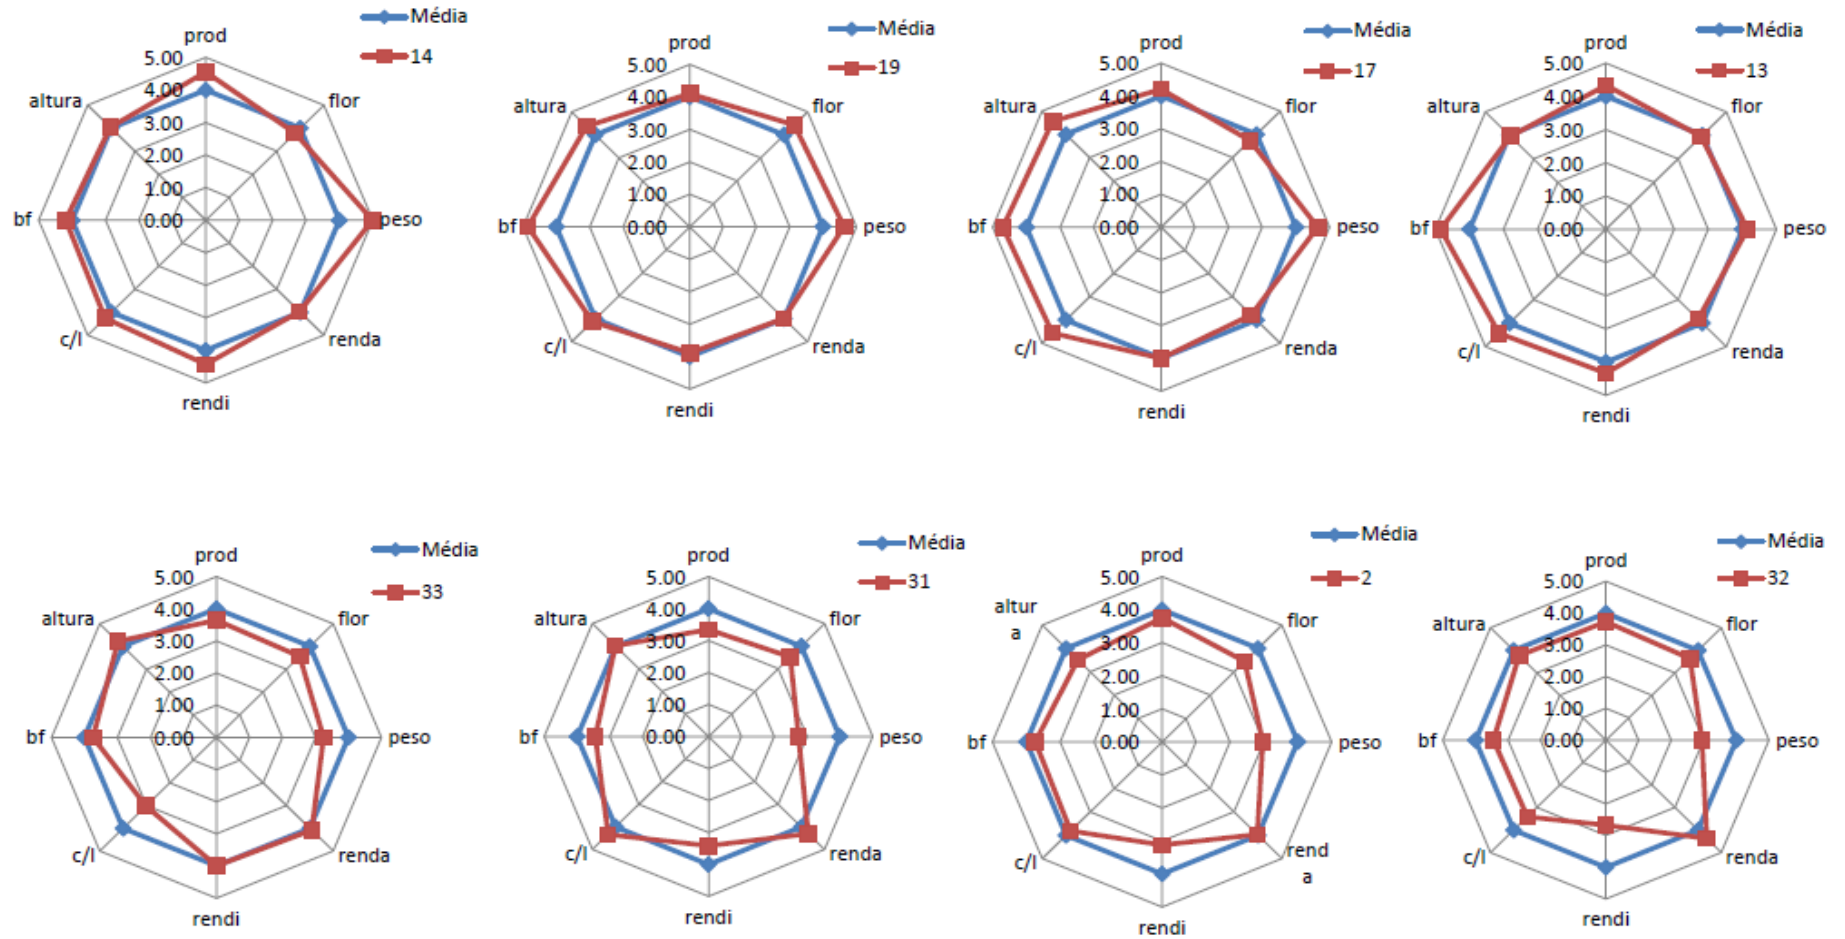 Média
14
prod
5.00
4.00
3.00
2.00
1.00
0.00
flor
peso
renda
rendi
c/l
bf
altura
Média
19
prod
5.00
4.00
3.00
2.00
1.00
0.00
flor
peso
renda
rendi
c/l
bf
altura
Média
17
prod
5.00
4.00
3.00
2.00
1.00
0.00
flor
peso
renda
rendi
c/l
bf
altura
Média
13
prod
5.00
4.00
3.00
2.00
1.00
0.00
flor
peso
renda
rendi
c/l
bf
altura
Média
33
prod
5.00
4.00
3.00
2.00
1.00
0.00
flor
peso
renda
rendi
c/l
bf
altura
Média
31
prod
5.00
4.00
3.00
2.00
1.00
0.00
flor
peso
renda
rendi
c/l
bf
altura
Média
2
prod
5.00
4.00
3.00
2.00
1.00
0.00
flor
peso
rend
a
rendi
c/l
bf
altur
a
Média
32
prod
5.00
4.00
3.00
2.00
1.00
0.00
flor
peso
renda
rendi
c/l
bf
altura